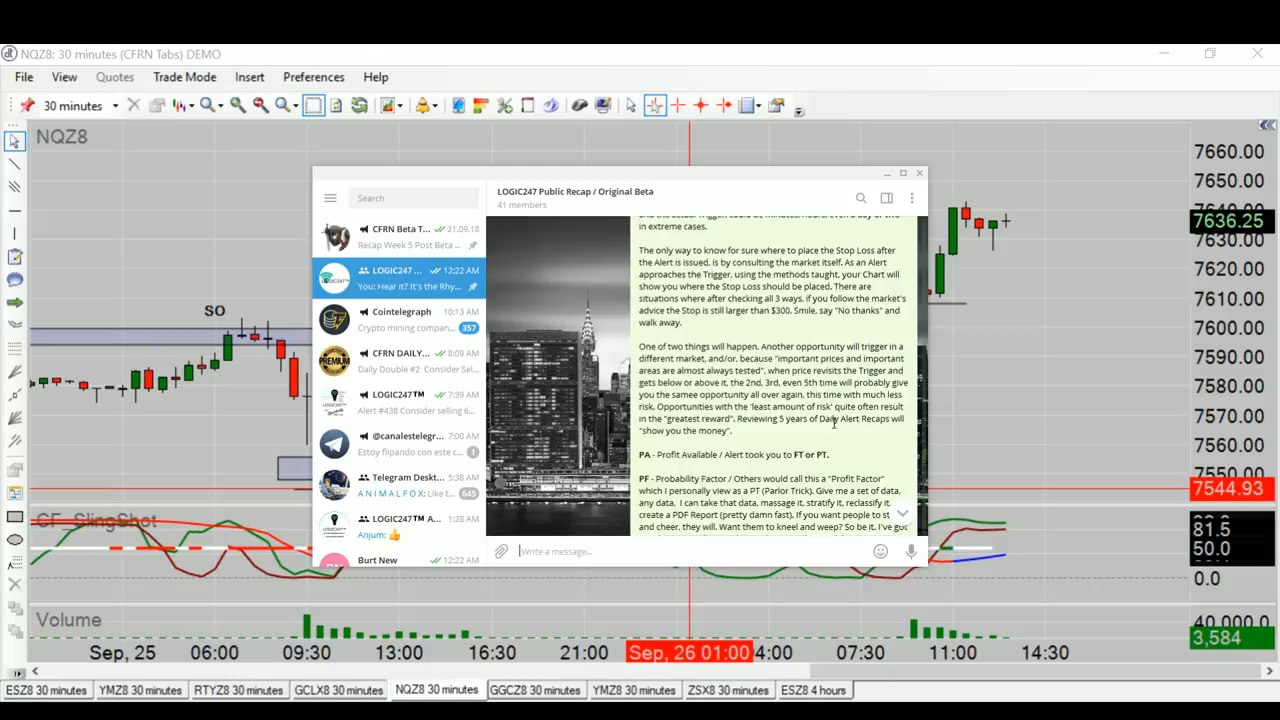 NQZ8: 30 minutes (CFRN Tabs) DEMO
File View Quotes Trade Mode Insert Preferences Help
30 minutes
NQZ8
SO
Search
CFRN Beta T... 21.09.18
Recap Week 5 Post Beta ...
LOGIC247 ... 12:22 AM
You: Hear it? It's the Rhy...
Cointelegraph 10:13 AM
Crypto mining compan... 357
CFRN DAILY... 8:09 AM
Daily Double #2 Consider Sel...
LOGIC247™ 7:39 AM
Alert #438 Consider selling 6...
@canalestelegr... 7:00 AM
Estoy flipando con este c... 1
Telegram Deskt... 5:38 AM
A N I M A L F O X: Like t... 645
LOGIC247™ A... 1:28 AM
Anjum: 👍
Burt New 12:22 AM
LOGIC247 Public Recap / Original Beta
41 members
and the actual Trigger, could be minutes, hours, even a day or two
in extreme cases.
The only way to know for sure where to place the Stop Loss after
the Alert is issued, is by consulting the market itself. As an Alert
approaches the Trigger, using the methods taught, your Chart will
show you where the Stop Loss should be placed. There are
situations where after checking all 3 ways, if you follow the market's
advice the Stop is still larger than $300. Smile, say "No thanks" and
walk away.
One of two things will happen. Another opportunity will trigger in a
different market, and/or, because "important prices and important
areas are almost always tested", when price revisits the Trigger and
gets below or above it, the 2nd, 3rd, even 5th time will probably give
you the samee opportunity all over again, this time with much less
risk. Opportunities with the 'least amount of risk' quite often result
in the "greatest reward". Reviewing 5 years of Daily Alert Recaps will
"show you the money".
PA - Profit Available / Alert took you to FT or PT.
PF - Probability Factor / Others would call this a "Profit Factor"
which I personally view as a PT (Parlor Trick). Give me a set of data,
any data, I can take that data, massage it, stratify it, reclassify it,
create a PDF Report (pretty damn fast). If you want people to st
and cheer, they will. Want them to kneel and weep? So be it. I've got
Write a message...
7660.00
7650.00
7640.00
7636.25
7630.00
7620.00
7610.00
7600.00
7590.00
7580.00
7570.00
7560.00
7550.00
7544.93
CF_SlingShot
81.5
50.0
0.0
Volume
40,000.0
3,584
Sep, 25 06:00 09:30 13:00 16:30 21:00 Sep, 26 01:00 4:00 07:30 11:00 14:30
ESZ8 30 minutes YMZ8 30 minutes RTYZ8 30 minutes GCLX8 30 minutes NQZ8 30 minutes GGCZ8 30 minutes YMZ8 30 minutes ZSX8 30 minutes ESZ8 4 hours